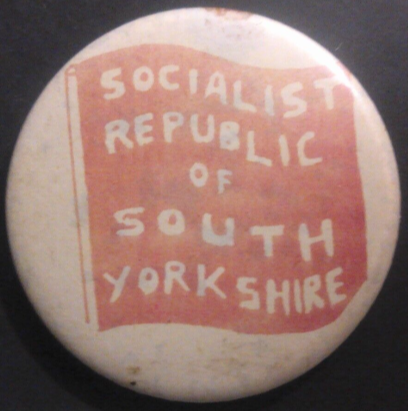 SOCIALIST
REPUBLIC
OF
SOUTH
YORKSHIRE